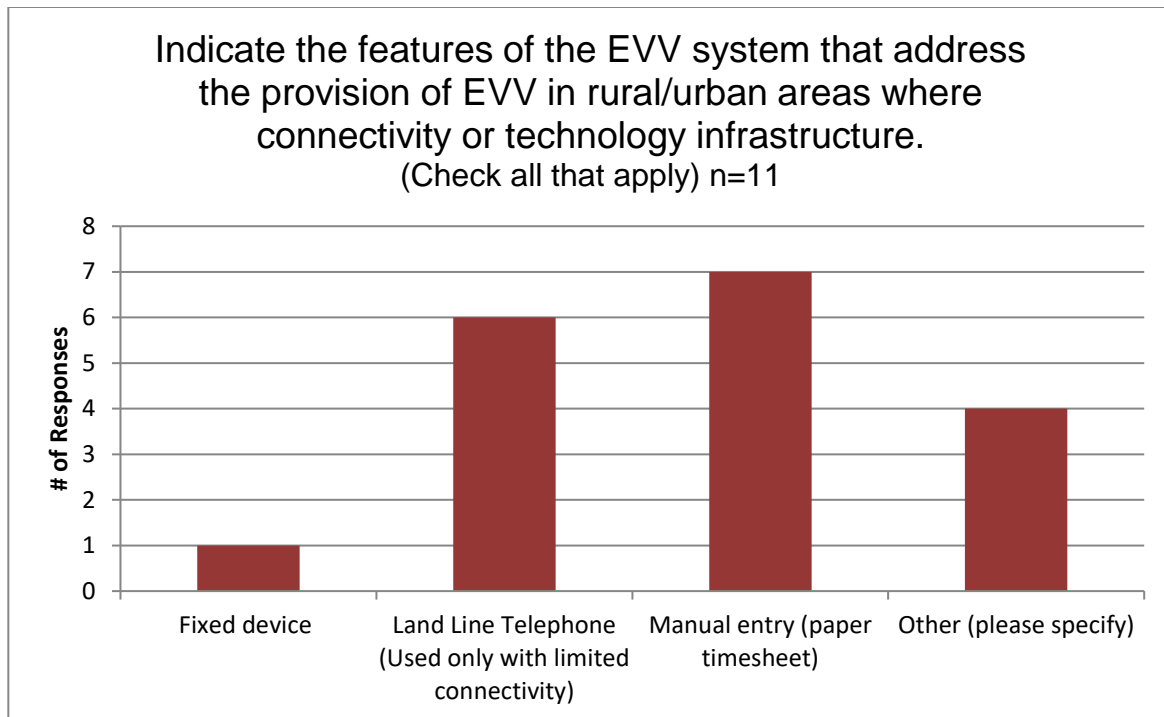 Indicate the features of the EVV system that address
the provision of EVV in rural/urban areas where
connectivity or technology infrastructure.
(Check all that apply) n=11
8
7
6
5
4
3
2
1
0
# of Responses
Fixed device
Land Line Telephone
(Used only with limited
connectivity)
Manual entry (paper
timesheet)
Other (please specify)